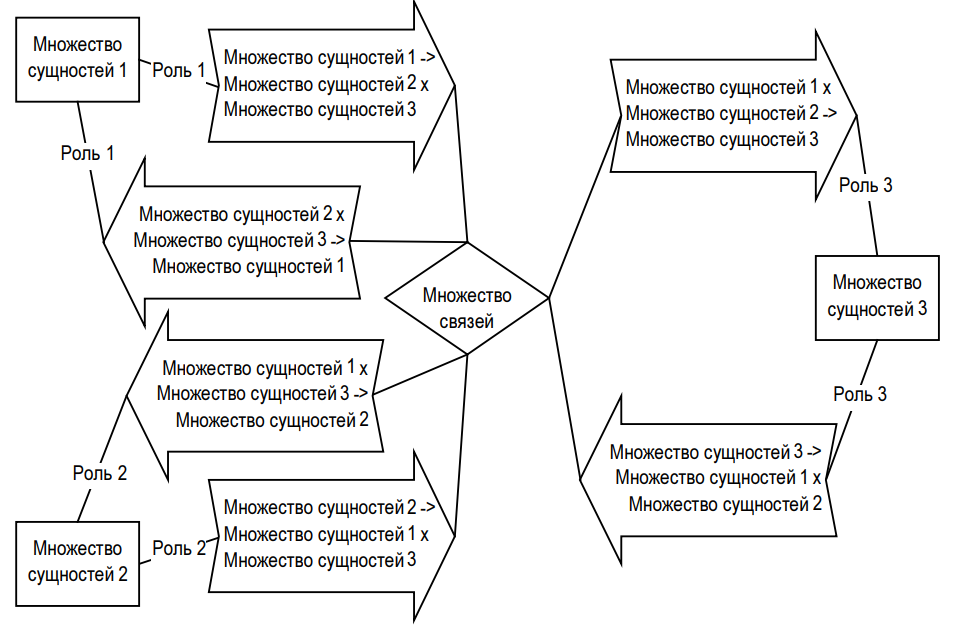 Множество
сущностей 1
Роль 1
Множество сущностей 1 ->
Множество сущностей 2 x
Множество сущностей 3
Множество сущностей 1 x
Множество сущностей 2 ->
Множество сущностей 3
Роль 1
Роль 3
Множество сущностей 2 x
Множество сущностей 3 ->
Множество сущностей 1
Множество
связей
Множество
сущностей 3
Множество сущностей 1 x
Множество сущностей 3 ->
Множество сущностей 2
Роль 3
Роль 2
Множество сущностей 3 ->
Множество сущностей 1 x
Множество сущностей 2
Множество
сущностей 2
Роль 2
Множество сущностей 2 ->
Множество сущностей 1 x
Множество сущностей 3